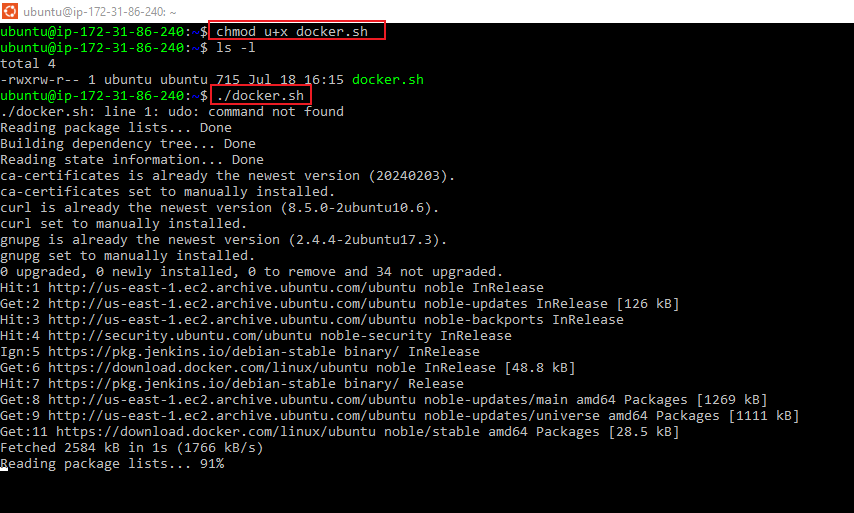 ubuntu@ip-172-31-86-240: ~
ubuntu@ip-172-31-86-240:~$ chmod u+x docker.sh
ubuntu@ip-172-31-86-240:~$ ls -l
total 4
-rwxrw-r-- 1 ubuntu ubuntu 715 Jul 18 16:15 docker.sh
ubuntu@ip-172-31-86-240:~$ ./docker.sh
./docker.sh: line 1: udo: command not found
Reading package lists... Done
Building dependency tree... Done
Reading state information... Done
ca-certificates is already the newest version (20240203).
ca-certificates set to manually installed.
curl is already the newest version (8.5.0-2ubuntu10.6).
curl set to manually installed.
gnupg is already the newest version (2.4.4-2ubuntu17.3).
gnupg set to manually installed.
0 upgraded, 0 newly installed, 0 to remove and 34 not upgraded.
Hit:1 http://us-east-1.ec2.archive.ubuntu.com/ubuntu noble InRelease
Get:2 http://us-east-1.ec2.archive.ubuntu.com/ubuntu noble-updates InRelease [126 kB]
Hit:3 http://us-east-1.ec2.archive.ubuntu.com/ubuntu noble-backports InRelease
Hit:4 http://security.ubuntu.com/ubuntu noble-security InRelease
Ign:5 https://pkg.jenkins.io/debian-stable binary/ InRelease
Get:6 https://download.docker.com/linux/ubuntu noble InRelease [48.8 kB]
Hit:7 https://pkg.jenkins.io/debian-stable binary/ Release
Get:8 http://us-east-1.ec2.archive.ubuntu.com/ubuntu noble-updates/main amd64 Packages [1269 kB]
Get:9 http://us-east-1.ec2.archive.ubuntu.com/ubuntu noble-updates/universe amd64 Packages [1111 kB]
Get:11 https://download.docker.com/linux/ubuntu noble/stable amd64 Packages [28.5 kB]
Fetched 2584 kB in 1s (1766 kB/s)
Reading package lists... 91%